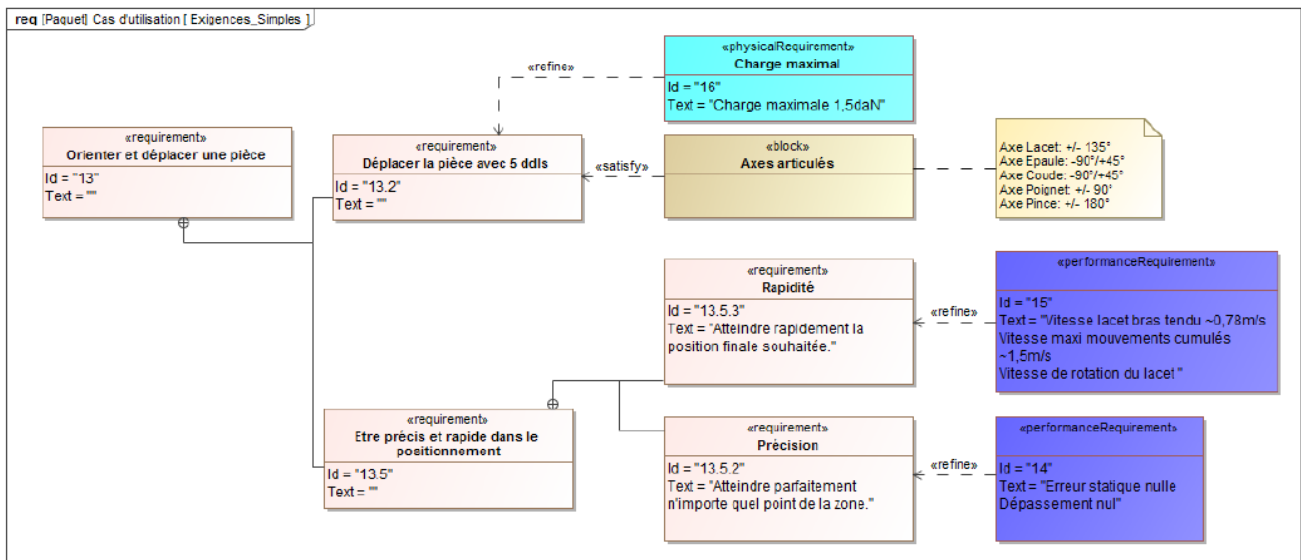 req [Paquet] Cas d'utilisation [ Exigences_Simples ]
«physicalRequirement»
Charge maximal
Id = "16"
Text = "Charge maximale 1,5daN"
«refine»
«requirement»
Orienter et déplacer une pièce
Id = "13"
Text = ""
«requirement»
Déplacer la pièce avec 5 ddls
Id = "13.2"
Text = ""
«satisfy»
«block»
Axes articulés
Axe Lacet: +/- 135°
Axe Epaule: -90°/+45°
Axe Coude: -90°/+45°
Axe Poignet: +/- 90°
Axe Pince: +/- 180°
«requirement»
Rapidité
Id = "13.5.3"
Text = "Atteindre rapidement la
position finale souhaitée."
«refine»
«performanceRequirement»
Id = "15"
Text = "Vitesse lacet bras tendu ~0,78m/s
Vitesse maxi mouvements cumulés
~1,5m/s
Vitesse de rotation du lacet "
«requirement»
Etre précis et rapide dans le
positionnement
Id = "13.5"
Text = ""
«requirement»
Précision
Id = "13.5.2"
Text = "Atteindre parfaitement
n'importe quel point de la zone."
«refine»
«performanceRequirement»
Id = "14"
Text = "Erreur statique nulle
Dépassement nul"